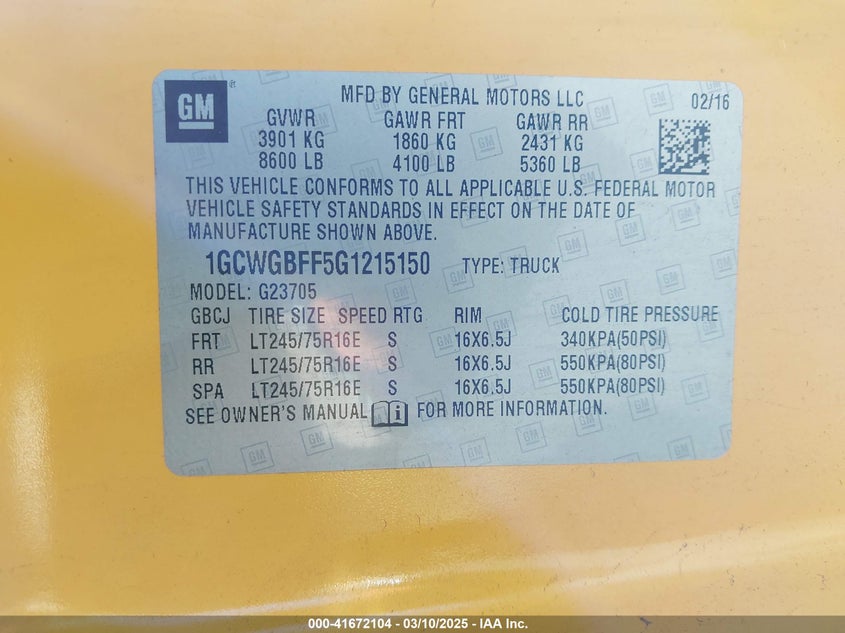 GM
MFD BY GENERAL MOTORS LLC 02/16
GVWR GAWR FRT GAWR RR
3901 KG 1860 KG 2431 KG
8600 LB 4100 LB 5360 LB
THIS VEHICLE CONFORMS TO ALL APPLICABLE U.S. FEDERAL MOTOR
VEHICLE SAFETY STANDARDS IN EFFECT ON THE DATE OF
MANUFACTURE SHOWN ABOVE.
1GCWGBFF5G1215150 TYPE: TRUCK
MODEL: G23705
GBCJ TIRE SIZE SPEED RTG RIM COLD TIRE PRESSURE
FRT LT245/75R16E S 16X6.5J 340KPA(50PSI)
RR LT245/75R16E S 16X6.5J 550KPA(80PSI)
SPA LT245/75R16E S 16X6.5J 550KPA(80PSI)
SEE OWNER'S MANUAL FOR MORE INFORMATION.
000-41672104 - 03/10/2025 - IAA Inc.